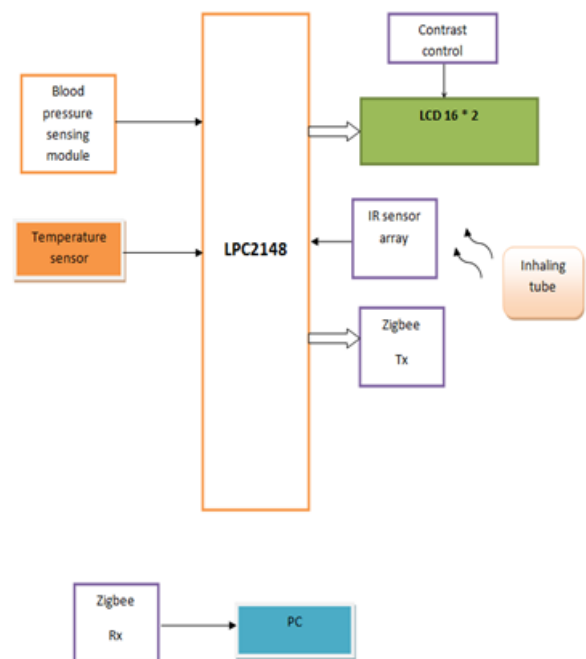 Contrast
control
LCD 16 * 2
Blood
pressure
sensing
module
IR sensor
array
Temperature
sensor
LPC2148
Inhaling
tube
Zigbee
Tx
Zigbee
Rx
PC